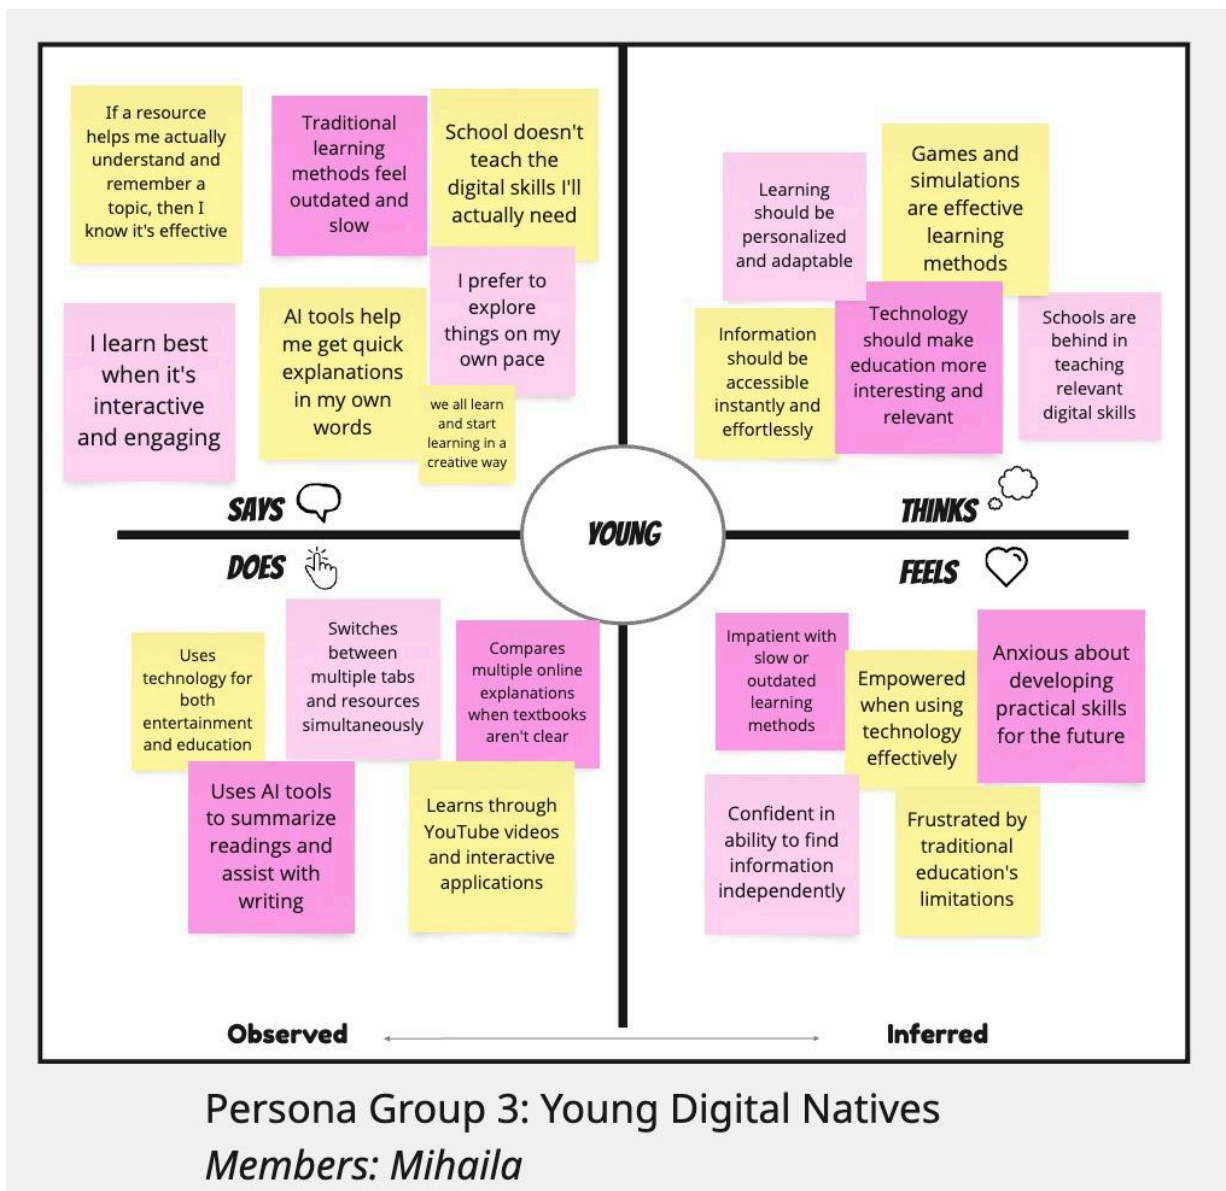 If a resource
helps me actually
understand and
remember a
topic, then I
know it's effective
Traditional
learning
methods feel
outdated and
slow
School doesn't
teach the
digital skills I'll
actually need
I learn best
when it's
interactive
and engaging
AI tools help
me get quick
explanations
in my own
words
I prefer to
explore
things on my
own pace
we all learn
and start
learning in a
creative way
SAYS
Learning
should be
personalized
and adaptable
Games and
simulations
are effective
learning
methods
Information
should be
accessible
instantly and
effortlessly
Technology
should make
education more
interesting and
relevant
Schools are
behind in
teaching
relevant
digital skills
THINKS
YOUNG
DOES
Uses
technology for
both
entertainment
and education
Switches
between
multiple tabs
and resources
simultaneously
Compares
multiple online
explanations
when textbooks
aren't clear
Uses AI tools
to summarize
readings and
assist with
writing
Learns through
YouTube videos
and interactive
applications
FEELS
Impatient with
slow or
outdated
learning
methods
Empowered
when using
technology
effectively
Anxious about
developing
practical skills
for the future
Confident in
ability to find
information
independently
Frustrated by
traditional
education's
limitations
Observed
Inferred
Persona Group 3: Young Digital Natives
Members: Mihaila